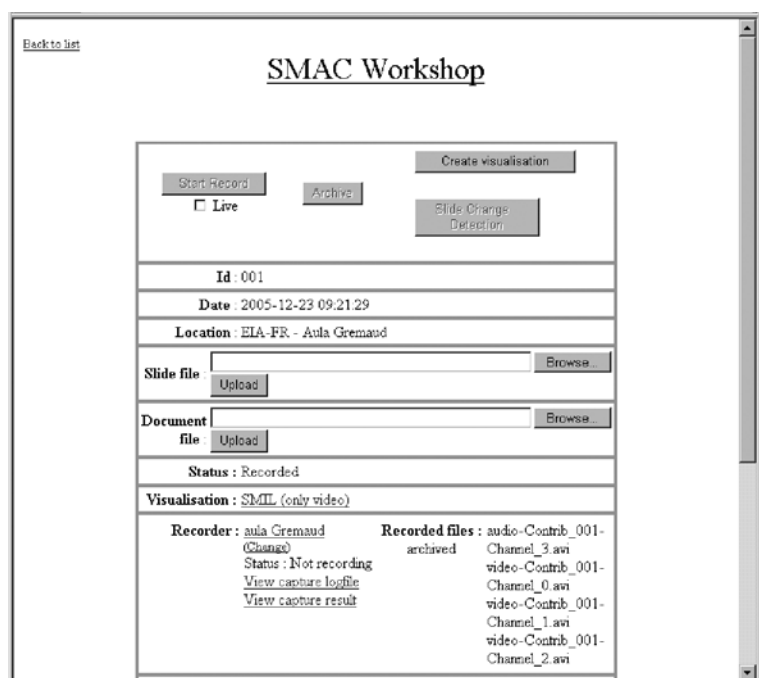 Back to list
SMAC Workshop
Start Record
Live
Archive
Create visualisation
Slide Change
Detection
Id : 001
Date : 2005-12-23 09:21:29
Location : EIA-FR - Aula Gremaud
Slide file :
Browse...
Upload
Document
file :
Browse...
Upload
Status : Recorded
Visualisation : SMIL (only video)
Recorder : aula Gremaud
(Change)
Status : Not recording
View capture logfile
View capture result
Recorded files :
archived
audio-Contrib_001-
Channel_3.avi
video-Contrib_001-
Channel_0.avi
video-Contrib_001-
Channel_1.avi
video-Contrib_001-
Channel_2.avi